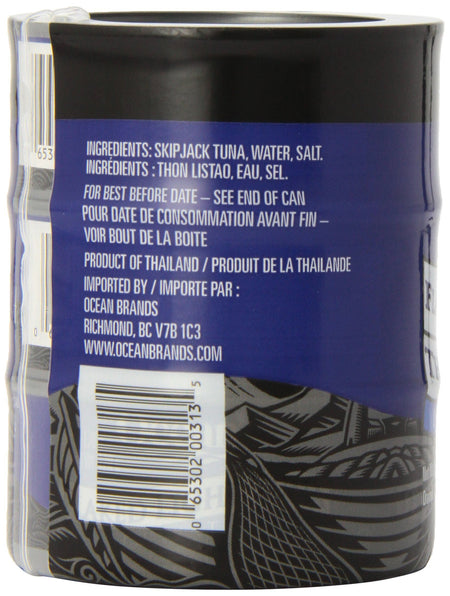 INGREDIENTS: SKIPJACK TUNA, WATER, SALT.
INGRÉDIENTS : THON LISTAO, EAU, SEL.
FOR BEST BEFORE DATE – SEE END OF CAN
POUR DATE DE CONSOMMATION AVANT FIN –
VOIR BOUT DE LA BOITE
PRODUCT OF THAILAND / PRODUIT DE LA THAILANDE
IMPORTED BY / IMPORTE PAR :
OCEAN BRANDS
RICHMOND, BC V7B 1C3
WWW.OCEANBRANDS.COM
0 65302 00313 5